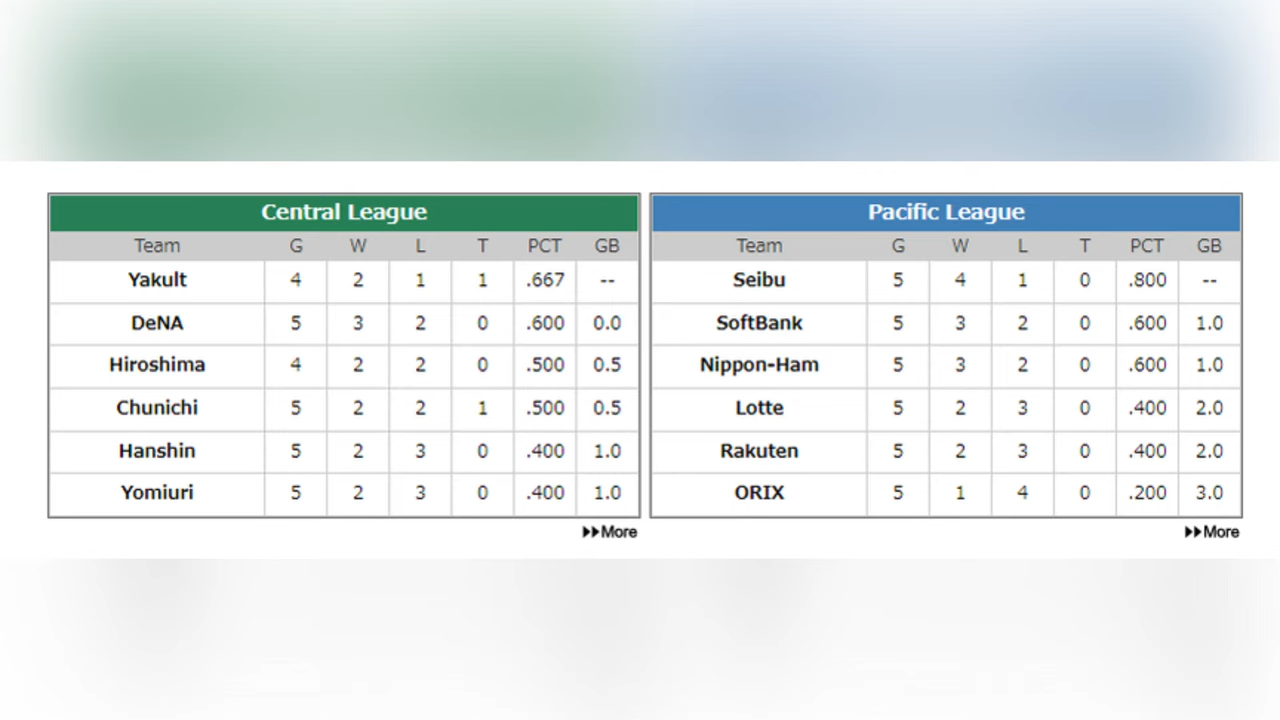 Central League
Team G W L T PCT GB
Yakult 4 2 1 1 .667 --
DeNA 5 3 2 0 .600 0.0
Hiroshima 4 2 2 0 .500 0.5
Chunichi 5 2 2 1 .500 0.5
Hanshin 5 2 3 0 .400 1.0
Yomiuri 5 2 3 0 .400 1.0
▶▶More
Pacific League
Team G W L T PCT GB
Seibu 5 4 1 0 .800 --
SoftBank 5 3 2 0 .600 1.0
Nippon-Ham 5 3 2 0 .600 1.0
Lotte 5 2 3 0 .400 2.0
Rakuten 5 2 3 0 .400 2.0
ORIX 5 1 4 0 .200 3.0
▶▶More